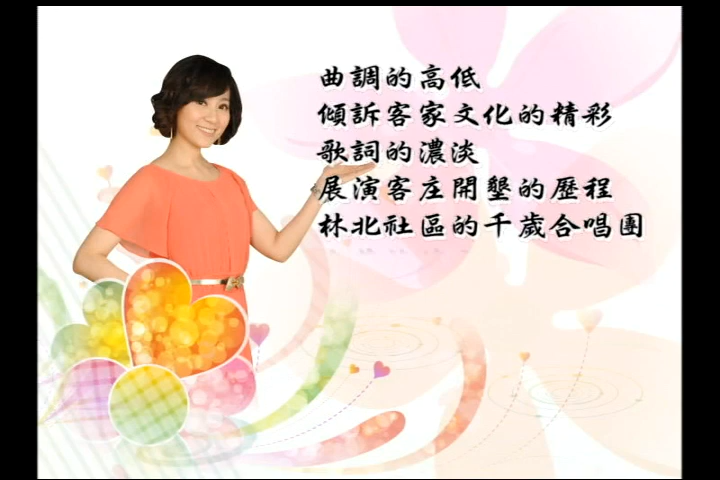 曲調的高低
傾訴客家文化的精彩
歌詞的濃淡
展演客庄開墾的歷程
林北社區的千歲合唱團